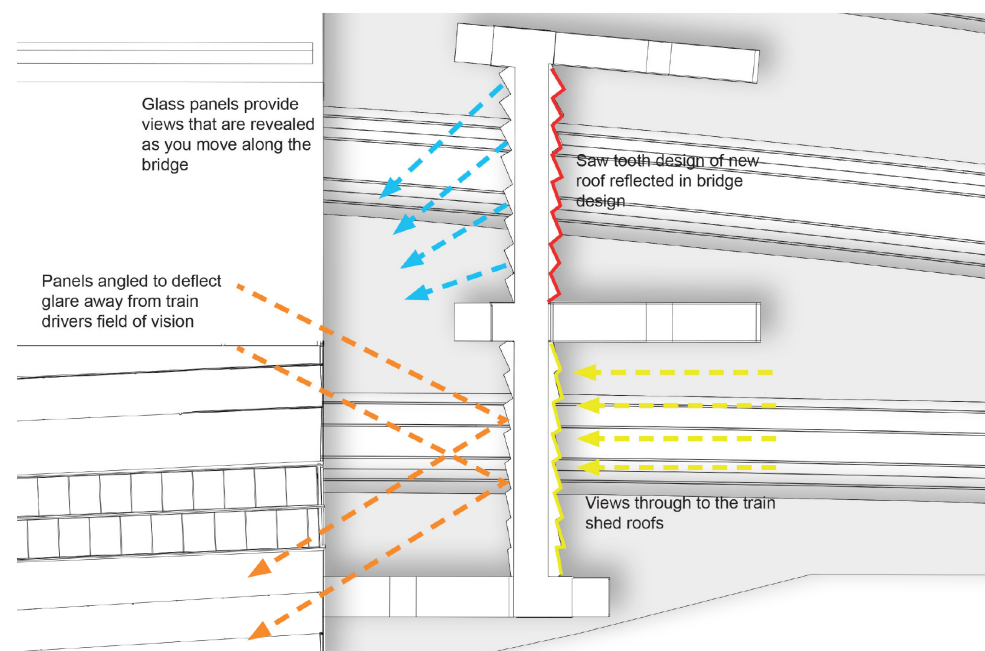 Glass panels provide
views that are revealed
as you move along the
bridge
Saw tooth design of new
roof reflected in bridge
design
Panels angled to deflect
glare away from train
drivers field of vision
Views through to the train
shed roofs